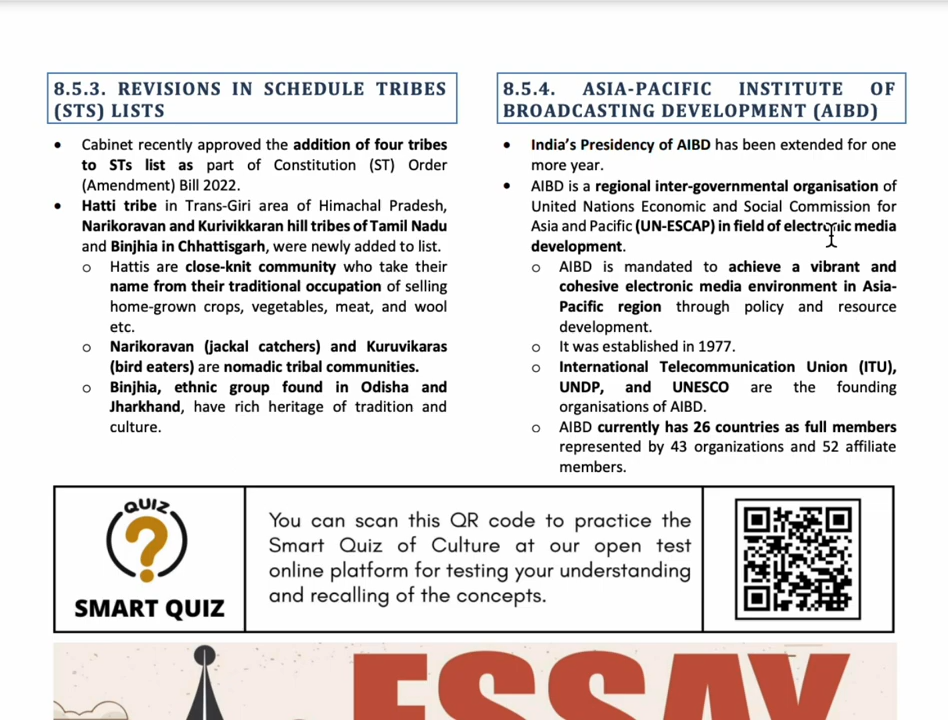 8.5.3. REVISIONS IN SCHEDULE TRIBES
(STS) LISTS
• Cabinet recently approved the addition of four tribes
to STs list as part of Constitution (ST) Order
(Amendment) Bill 2022.
• Hatti tribe in Trans-Giri area of Himachal Pradesh,
Narikoravan and Kurivikkaran hill tribes of Tamil Nadu
and Binjhia in Chhattisgarh, were newly added to list.
o Hattis are close-knit community who take their
name from their traditional occupation of selling
home-grown crops, vegetables, meat, and wool
etc.
o Narikoravan (jackal catchers) and Kuruvikaras
(bird eaters) are nomadic tribal communities.
o Binjhia, ethnic group found in Odisha and
Jharkhand, have rich heritage of tradition and
culture.
8.5.4. ASIA-PACIFIC INSTITUTE OF
BROADCASTING DEVELOPMENT (AIBD)
• India’s Presidency of AIBD has been extended for one
more year.
• AIBD is a regional inter-governmental organisation of
United Nations Economic and Social Commission for
Asia and Pacific (UN-ESCAP) in field of electronic media
development.
o AIBD is mandated to achieve a vibrant and
cohesive electronic media environment in Asia-
Pacific region through policy and resource
development.
o It was established in 1977.
o International Telecommunication Union (ITU),
UNDP, and UNESCO are the founding
organisations of AIBD.
o AIBD currently has 26 countries as full members
represented by 43 organizations and 52 affiliate
members.
QUIZ
SMART QUIZ
You can scan this QR code to practice the
Smart Quiz of Culture at our open test
online platform for testing your understanding
and recalling of the concepts.
ESSAY